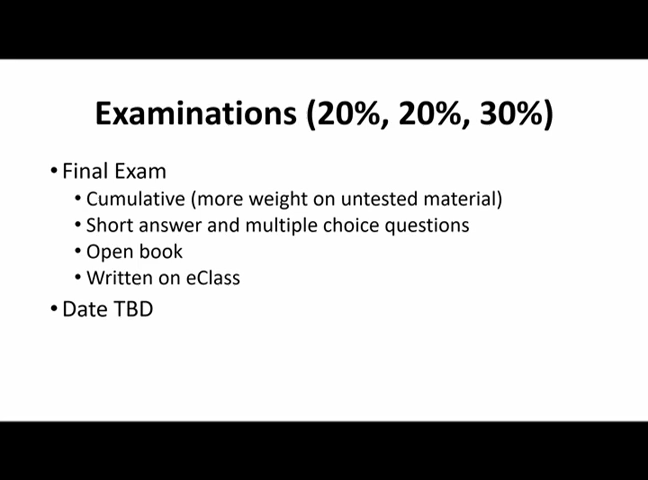 Examinations (20%, 20%, 30%)
• Final Exam
• Cumulative (more weight on untested material)
• Short answer and multiple choice questions
• Open book
• Written on eClass
• Date TBD